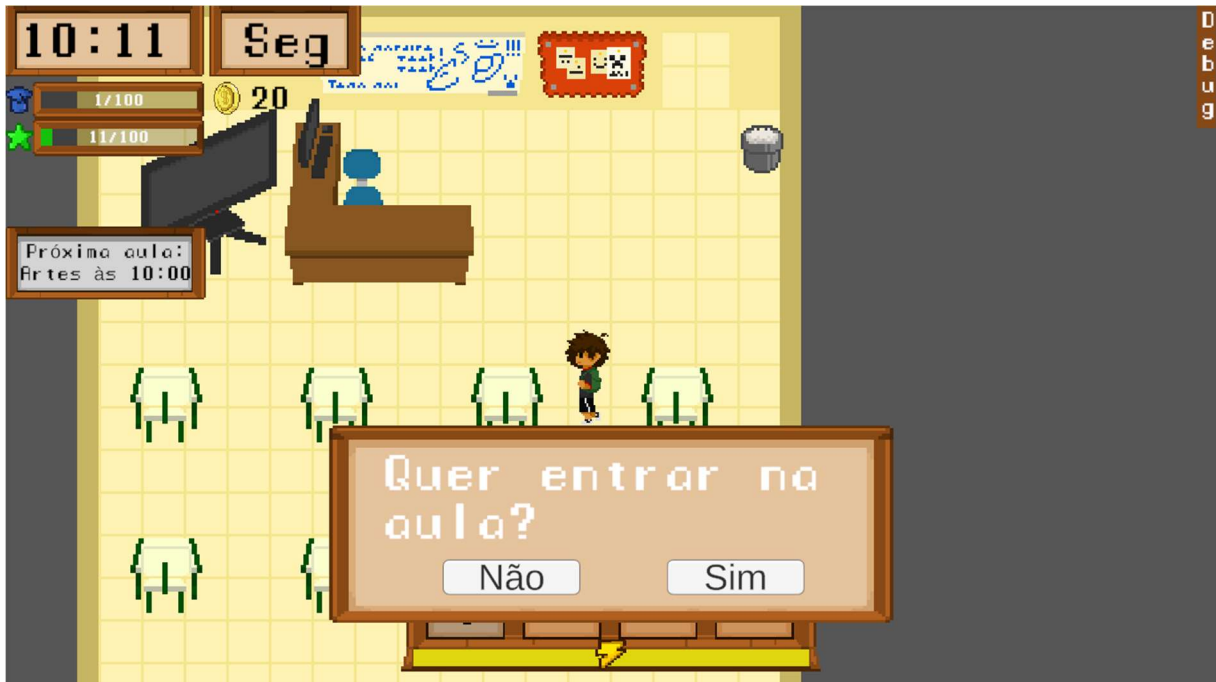 10:11
Seg
1/100
20
11/100
Próxima aula:
Artes às 10:00
Quer entrar na
aula?
Não
Sim
Debug